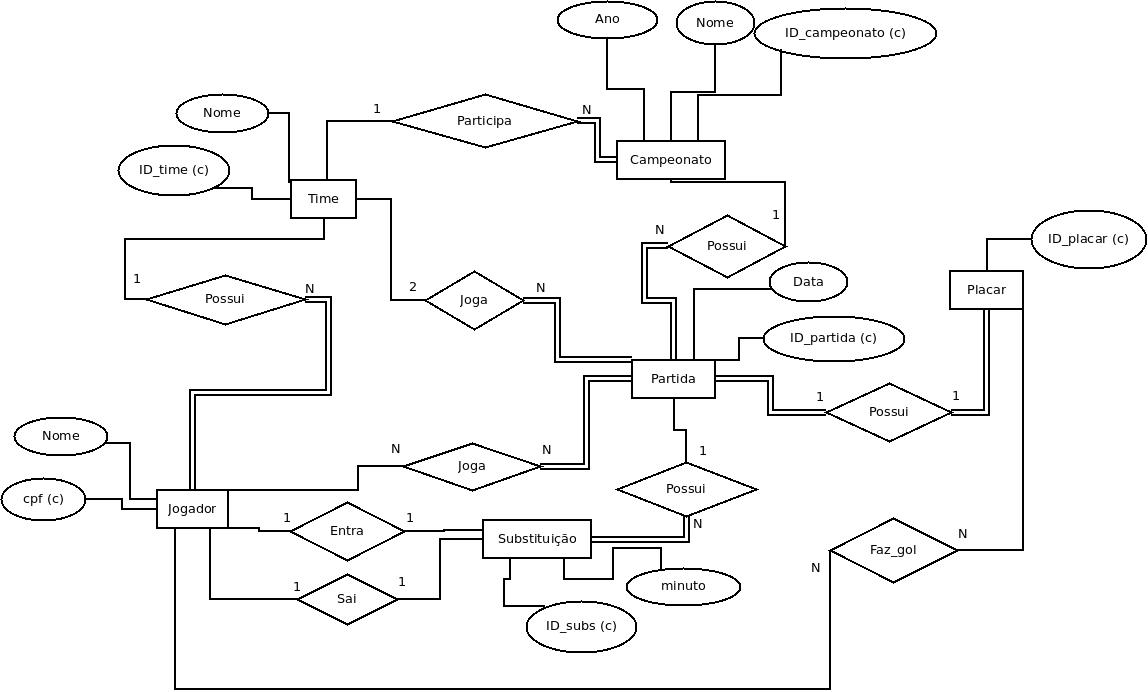 Ano
Nome
ID_campeonato (c)
Nome
1
Participa
N
Campeonato
ID_time (c)
Time
N
Possui
1
ID_placar (c)
1
Possui
N
2
Joga
N
Data
Placar
ID_partida (c)
Partida
1
Possui
1
Nome
N
Joga
N
1
Possui
N
cpf (c)
Jogador
1
Entra
1
Substituição
N
Faz_gol
N
1
Sai
1
minuto
ID_subs (c)